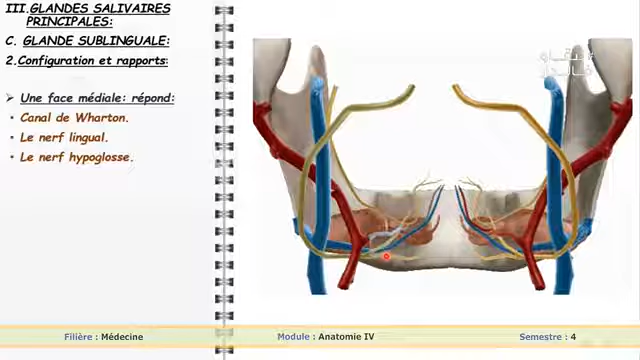 III.GLANDES SALIVAIRES
PRINCIPALES:
C. GLANDE SUBLINGUALE:
2.Configuration et rapports:
➤ Une face médiale: répond:
• Canal de Wharton.
• Le nerf lingual.
• Le nerf hypoglosse.
Filière : Médecine
Module : Anatomie IV
Semestre : 4